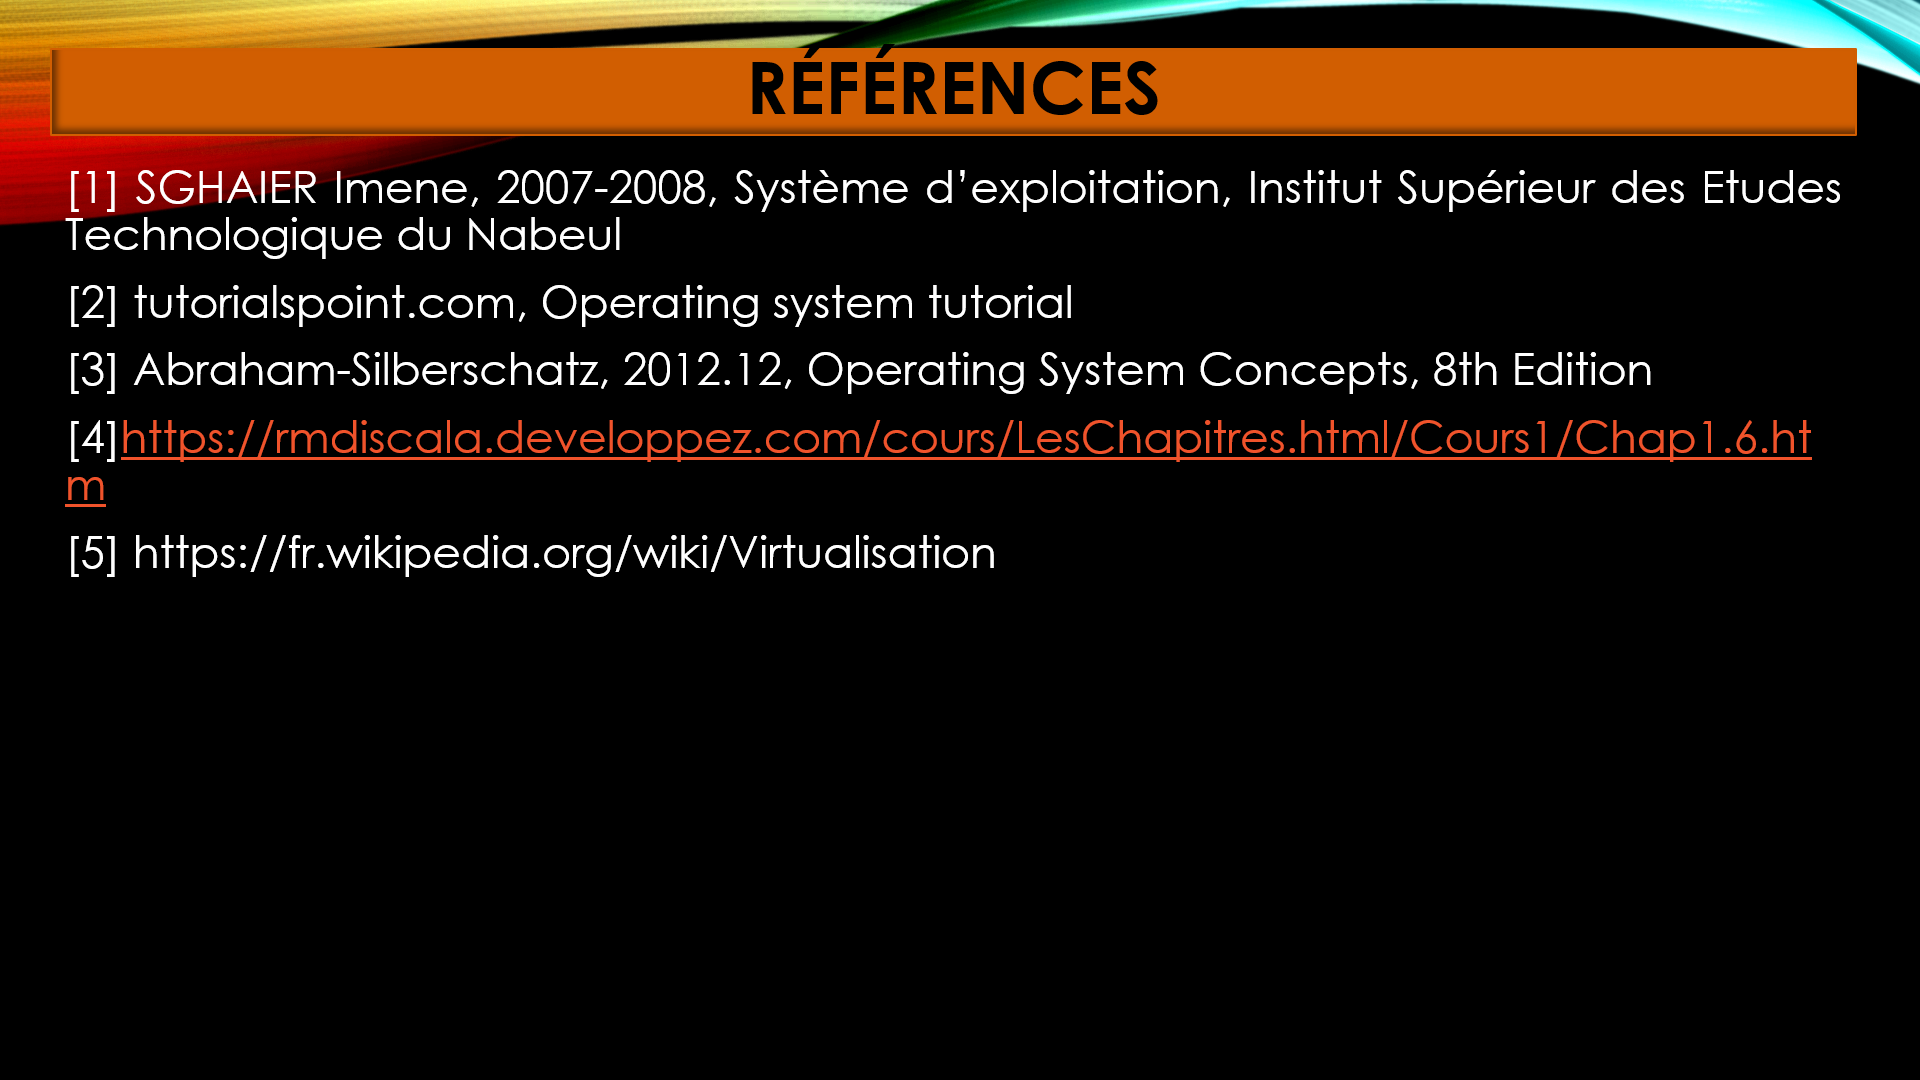 RÉFÉRENCES
[1] SGHAIER Imene, 2007-2008, Système d’exploitation, Institut Supérieur des Etudes
Technologique du Nabeul
[2] tutorialspoint.com, Operating system tutorial
[3] Abraham-Silberschatz, 2012.12, Operating System Concepts, 8th Edition
[4]https://rmdiscala.developpez.com/cours/LesChapitres.html/Cours1/Chap1.6.ht
m
[5] https://fr.wikipedia.org/wiki/Virtualisation